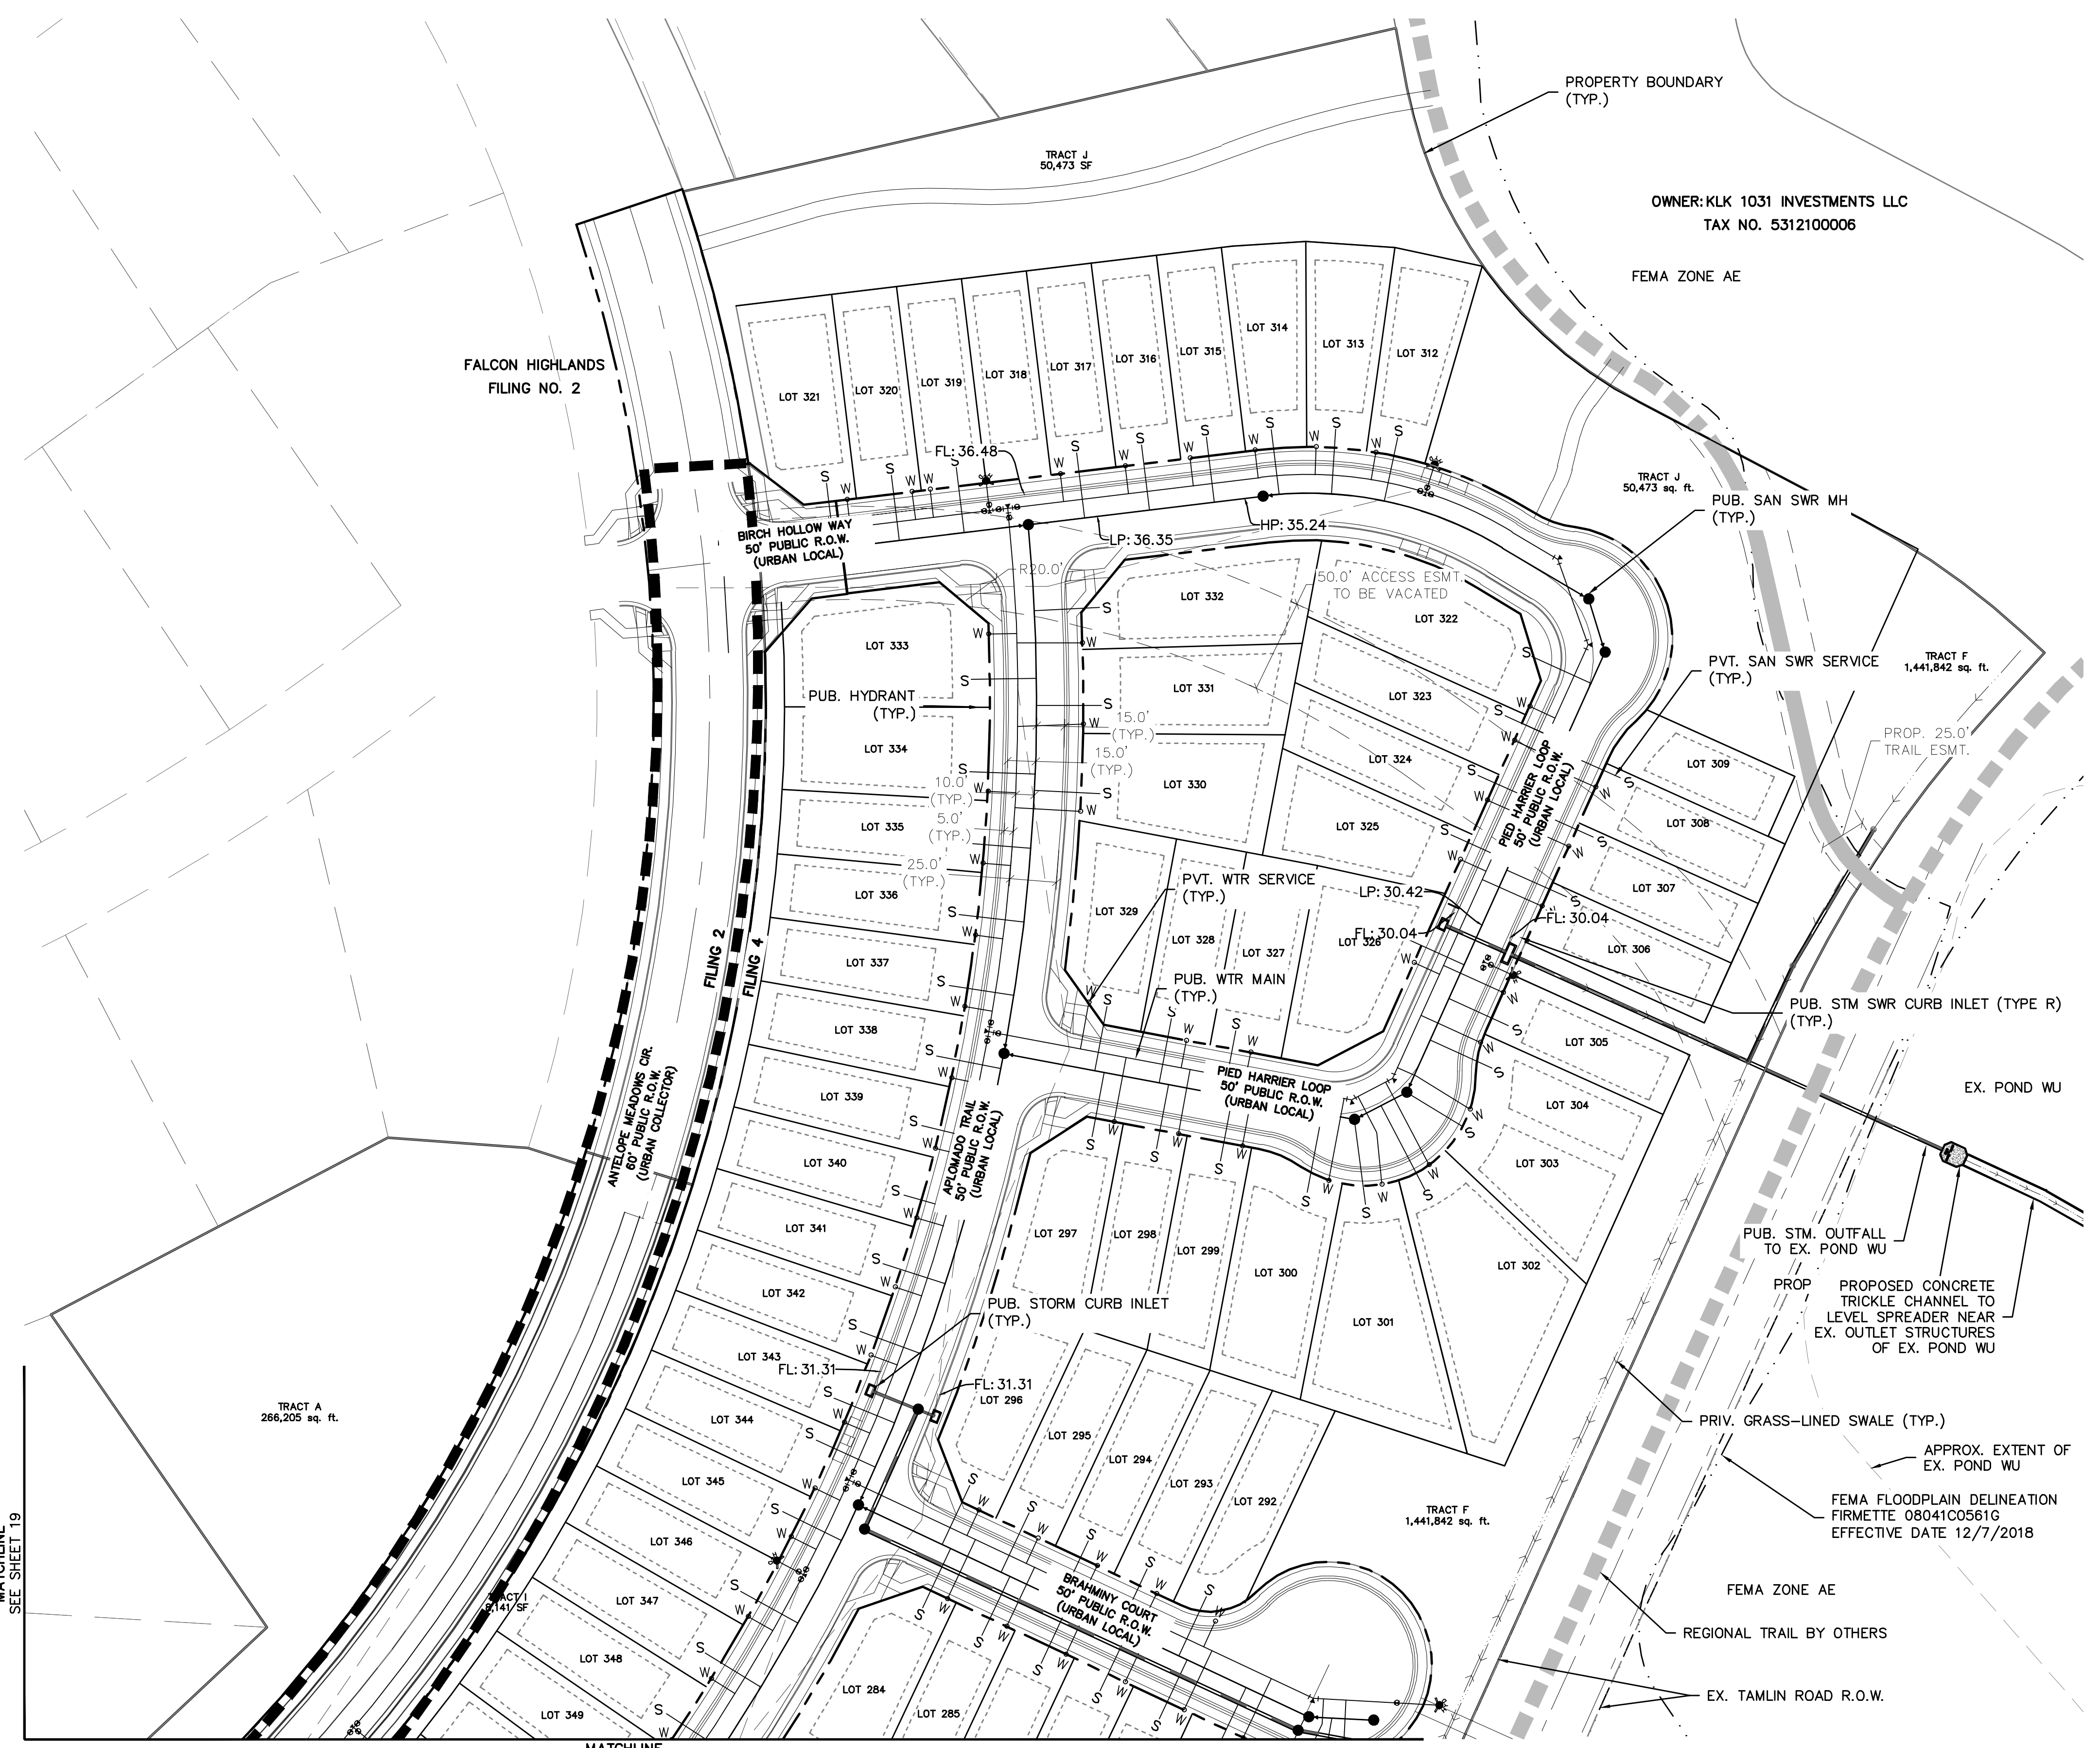 PROPERTY BOUNDARY
(TYP.)
TRACT J
50,473 SF
OWNER: KLK 1031 INVESTMENTS LLC
TAX NO. 5312100006
FEMA ZONE AE
FALCON HIGHLANDS
FILING NO. 2
LOT 321
LOT 320
LOT 319
LOT 318
LOT 317
LOT 316
LOT 315
LOT 314
LOT 313
LOT 312
FL: 36.48
TRACT J
50,473 sq. ft.
PUB. SAN SWR MH
(TYP.)
BIRCH HOLLOW WAY
50' PUBLIC R.O.W.
(URBAN LOCAL)
LP: 36.35
HP: 35.24
R20.0'
50.0' ACCESS ESMT.
TO BE VACATED
LOT 332
LOT 322
LOT 333
LOT 331
LOT 323
PVT. SAN SWR SERVICE
(TYP.)
TRACT F
1,441,842 sq. ft.
PUB. HYDRANT
(TYP.)
15.0'
(TYP.)
15.0'
(TYP.)
PROP. 25.0'
TRAIL ESMT.
LOT 334
LOT 330
LOT 324
PIED HARRIER LOOP
50' PUBLIC R.O.W.
(URBAN LOCAL)
LOT 309
10.0'
(TYP.)
5.0'
(TYP.)
25.0'
(TYP.)
LOT 335
LOT 325
LOT 308
LOT 336
PVT. WTR SERVICE
(TYP.)
LP: 30.42
LOT 307
LOT 329
LOT 328
LOT 327
LOT 326
FL: 30.04
FL: 30.04
LOT 306
FILING 2
FILING 4
LOT 337
PUB. WTR MAIN
(TYP.)
PUB. STM SWR CURB INLET (TYPE R)
(TYP.)
LOT 338
LOT 305
ANTELOPE MEADOWS CIR.
60' PUBLIC R.O.W.
(URBAN COLLECTOR)
LOT 339
APLOMADO TRAIL
50' PUBLIC R.O.W.
(URBAN LOCAL)
PIED HARRIER LOOP
50' PUBLIC R.O.W.
(URBAN LOCAL)
LOT 304
EX. POND WU
LOT 340
LOT 303
LOT 341
LOT 297
LOT 298
LOT 299
LOT 300
LOT 302
PUB. STM. OUTFALL
TO EX. POND WU
LOT 342
PUB. STORM CURB INLET
(TYP.)
LOT 301
PROP
PROPOSED CONCRETE
TRICKLE CHANNEL TO
LEVEL SPREADER NEAR
EX. OUTLET STRUCTURES
OF EX. POND WU
LOT 343
FL: 31.31
FL: 31.31
LOT 296
TRACT A
266,205 sq. ft.
LOT 344
LOT 295
LOT 294
LOT 293
LOT 292
PRIV. GRASS-LINED SWALE (TYP.)
APPROX. EXTENT OF
EX. POND WU
LOT 345
TRACT F
1,441,842 sq. ft.
FEMA FLOODPLAIN DELINEATION
FIRMETTE 08041C0561G
EFFECTIVE DATE 12/7/2018
LOT 346
MATCHLINE
SEE SHEET 19
TRACT I
LOT 347
BRAHMINY COURT
50' PUBLIC R.O.W.
(URBAN LOCAL)
FEMA ZONE AE
REGIONAL TRAIL BY OTHERS
LOT 348
LOT 284
LOT 285
LOT 349
EX. TAMLIN ROAD R.O.W.
MATCHLINE